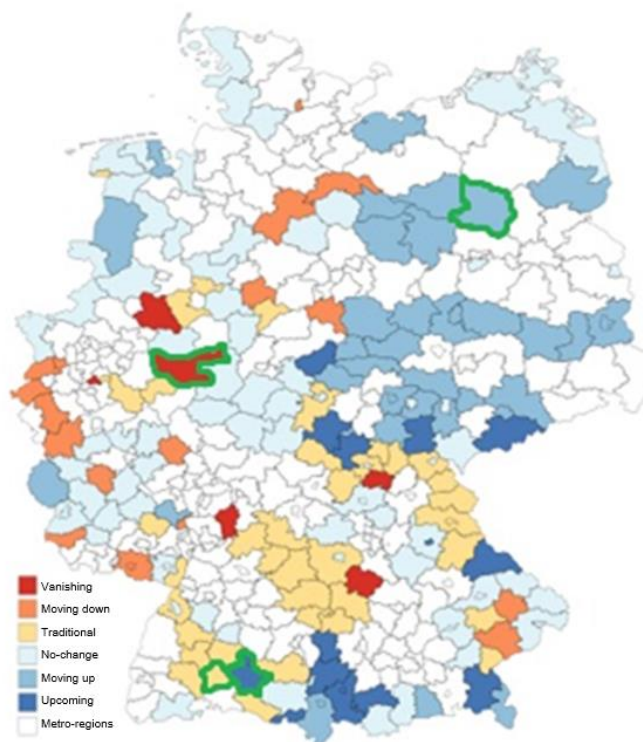 Vanishing
Moving down
Traditional
No-change
Moving up
Upcoming
Metro-regions